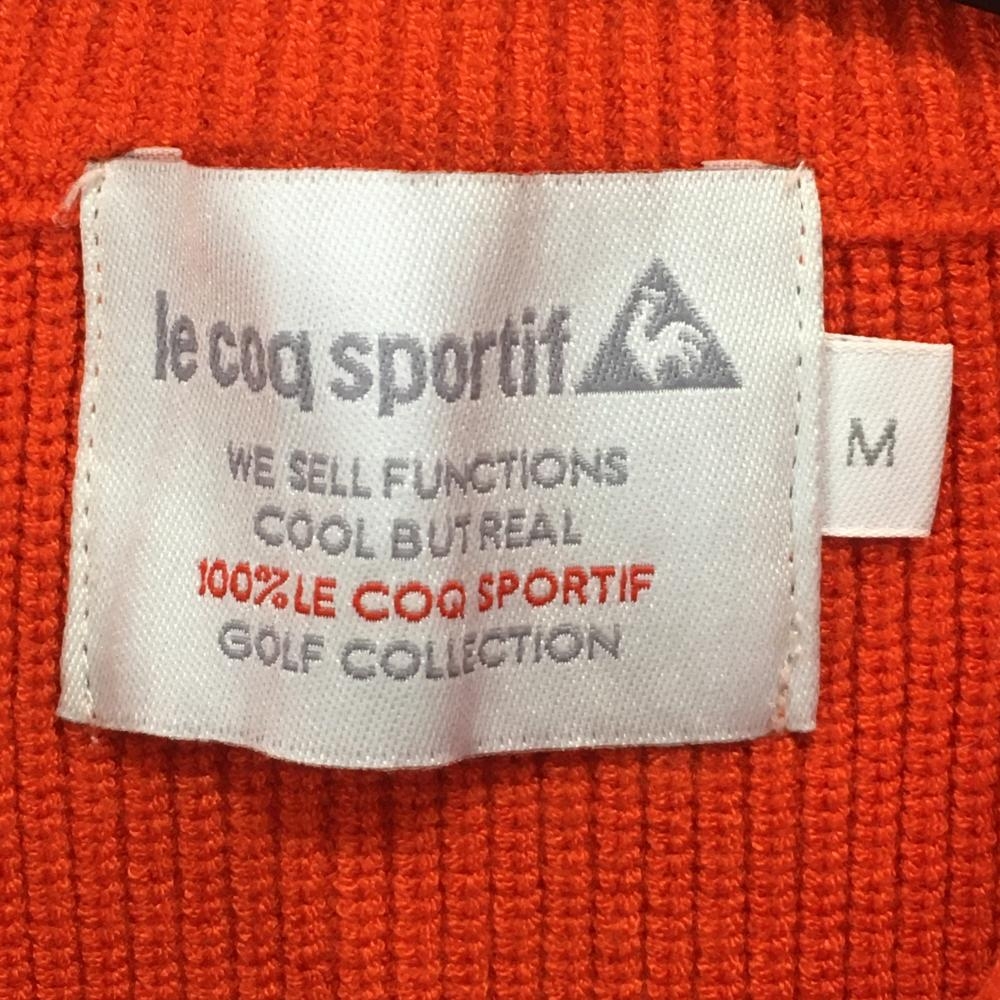 le coq sportif
M
WE SELL FUNCTIONS
COOL BUT REAL
100% LE COQ SPORTIF
GOLF COLLECTION